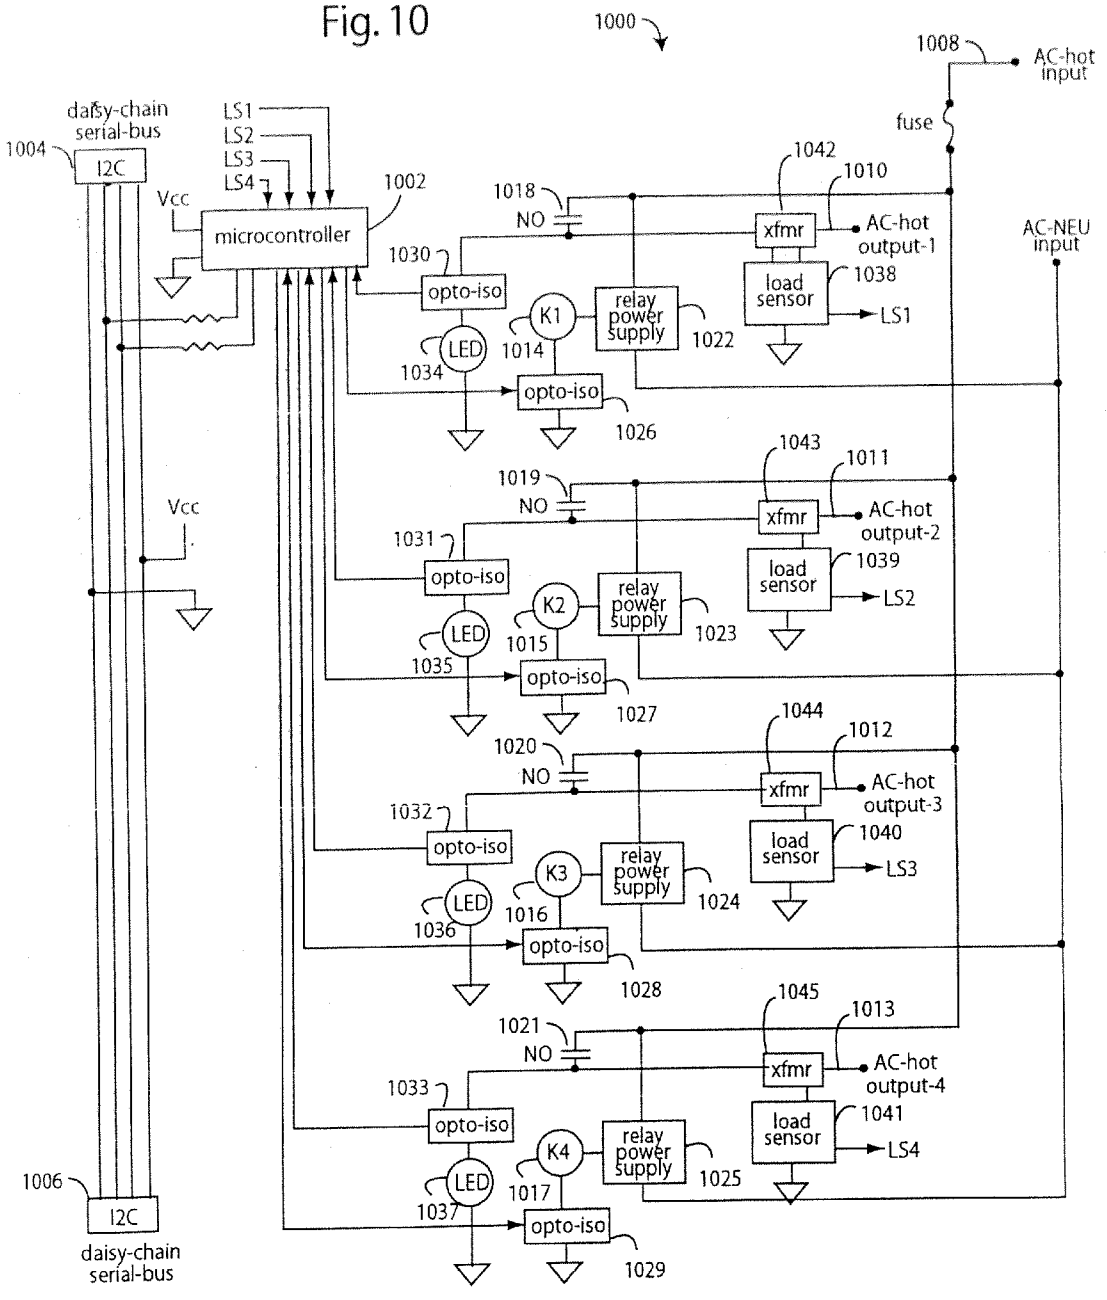 Fig. 10
1000
1008
AC-hot
input
fuse
daisy-chain
serial-bus
1004
I2C
LS1
LS2
LS3
LS4
Vcc
1002
microcontroller
1018
NO
1042
1010
xfmr
AC-hot
output-1
AC-NEU
input
1030
opto-iso
load
sensor
1038
LS1
K1
1014
relay
power
supply
1022
LED
1034
opto-iso
1026
1019
NO
1043
1011
xfmr
AC-hot
output-2
Vcc
1031
opto-iso
load
sensor
1039
LS2
K2
1015
relay
power
supply
1023
LED
1035
opto-iso
1027
1020
NO
1044
1012
xfmr
AC-hot
output-3
1032
opto-iso
load
sensor
1040
LS3
K3
1016
relay
power
supply
1024
LED
1036
opto-iso
1028
1021
NO
1045
1013
xfmr
AC-hot
output-4
1033
opto-iso
load
sensor
1041
LS4
K4
1017
relay
power
supply
1025
LED
1037
opto-iso
1029
1006
I2C
daisy-chain
serial-bus